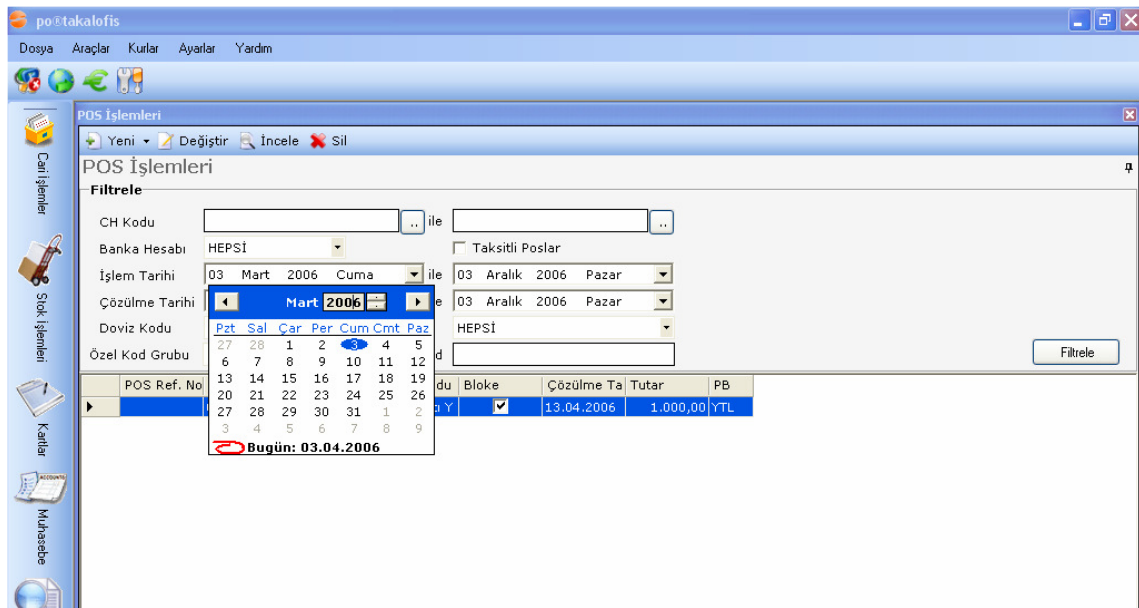 po®takalofis
Dosya Araçlar Kurlar Ayarlar Yardım
POS İşlemleri
Yeni Değiştir İncele Sil
POS İşlemleri
Filtrele
CH Kodu .. ile ..
Banka Hesabı HEPSİ Taksitli Poslar
İşlem Tarihi 03 Mart 2006 Cuma ile 03 Aralık 2006 Pazar
Çözülme Tarihi e 03 Aralık 2006 Pazar
Doviz Kodu HEPSİ
Özel Kod Grubu d Filtrele
Mart 2006
Pzt Sal Çar Per Cum Cmt Paz
27 28 1 2 3 4 5
6 7 8 9 10 11 12
13 14 15 16 17 18 19
20 21 22 23 24 25 26
27 28 29 30 31 1 2
3 4 5 6 7 8 9
Bugün: 03.04.2006
POS Ref. No du Bloke Çözülme Ta Tutar PB
Y 13.04.2006 1.000,00 YTL
Cari İşlemler
Stok İşlemleri
Kartlar
ACCOUNTS
Muhasebe